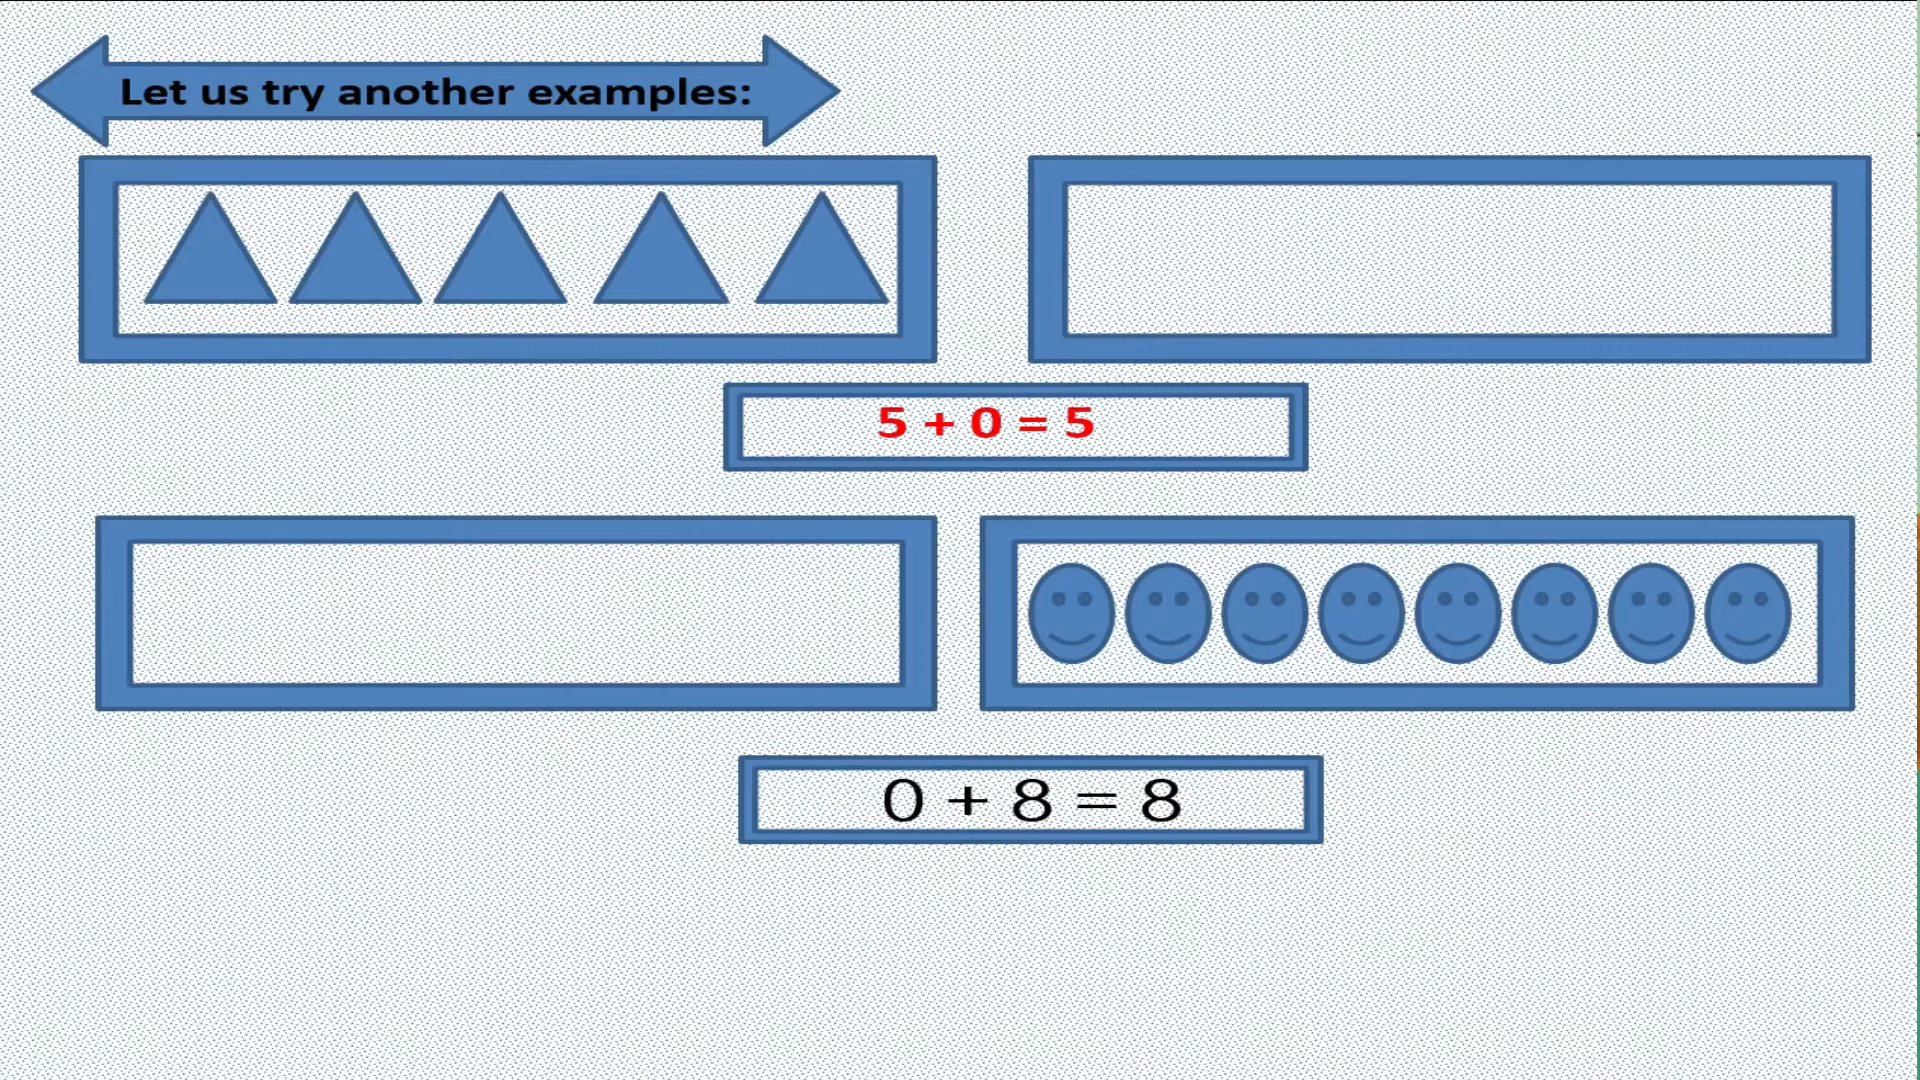 Let us try another examples:
5 + 0 = 5
0 + 8 = 8